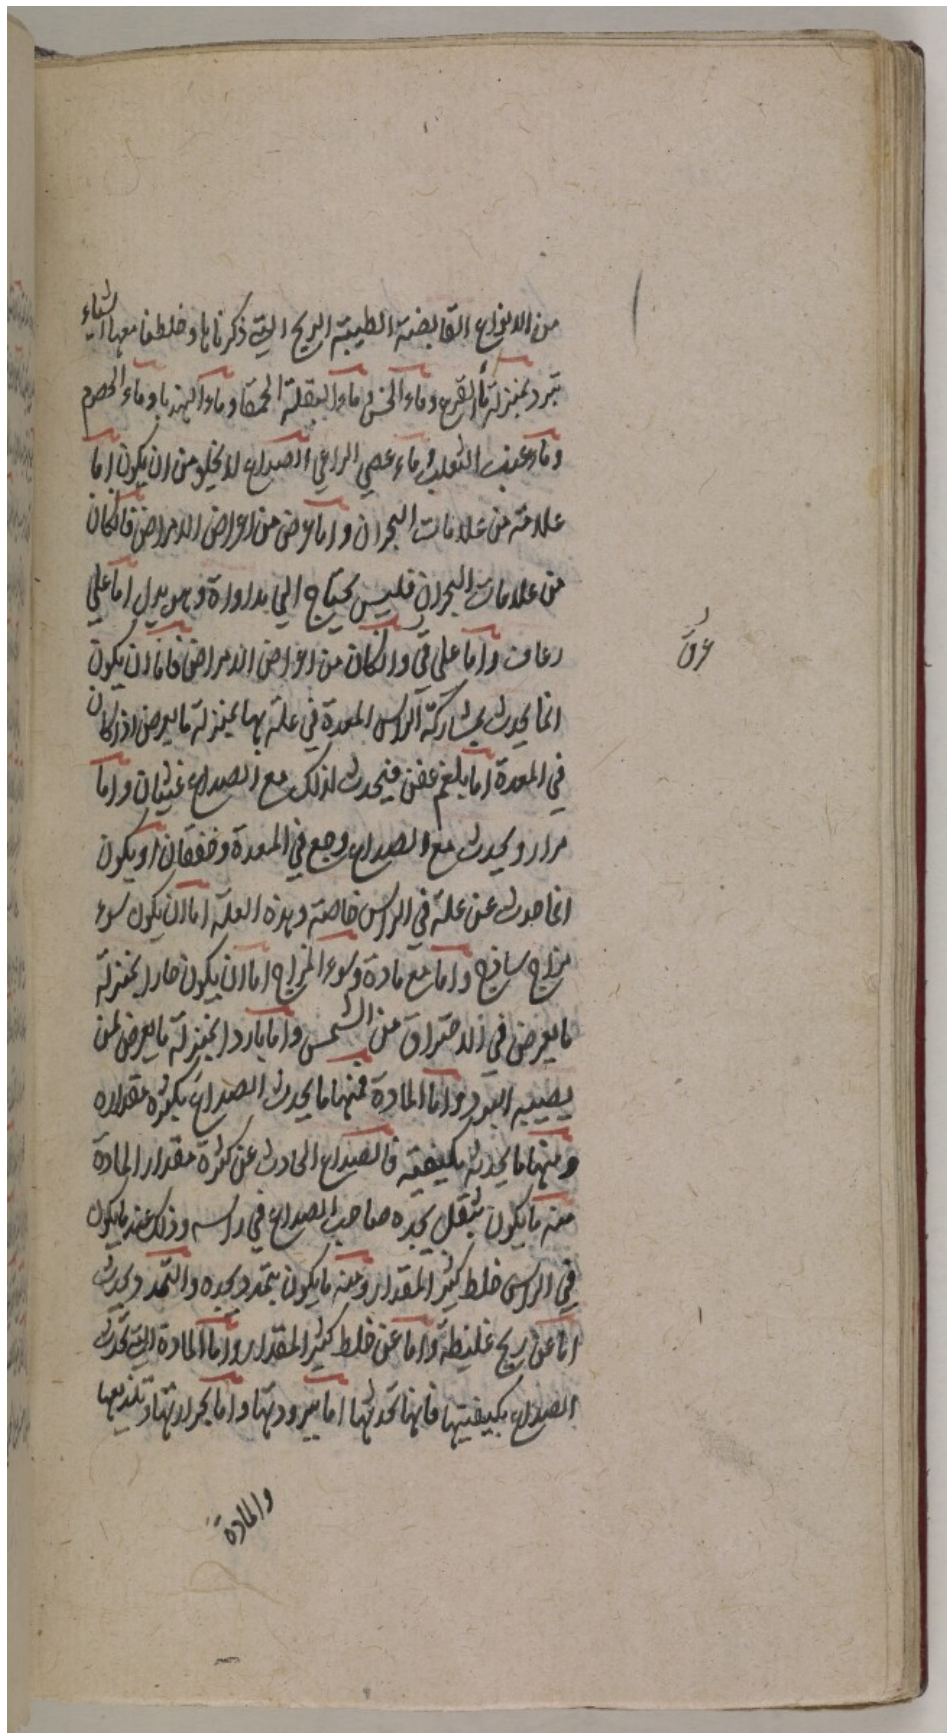 من الانواع القابضة الطيبة الريح التي ذكرناها وخلطنا معها اشياء
تبرد بمنزلة ماء القرع وماء الخس وماء البقلة الحمقا وماء الهندبا وماء الحصرم
وماء عنب الثعلب وماء عصي الراعي الصداع لا يخلو من ان يكون اما
علامة من علامات البحران واما عرض من اعراض الامراض فان كان
من علامات البحران فليس يحتاج الي مداواة وهو يدل اما علي
رعاف واما علي قي وان كان من اعراض الامراض فاما ان يكون
انما يحدث بمشاركة الراس المعدة في علة بها بمنزلة ما يعرض اذا كان
في المعدة اما بلغم عفن فيحدث لذلك مع الصداع غثيان واما
مرار ويحدث مع الصداع وجع في المعدة وخفقان او يكون
انما حدث عن علة في الراس خاصة وهذه العلة اما ان يكون سوء
مزاج ساذج واما مع مادة وسوء المزاج اما ان يكون حارا بمنزلة
ما يعرض في الاحتراق من الشمس واما باردا بمنزلة ما يعرض لمن
يصيبه البرد واما المادة فمنها ما يحدث الصداع بكثرة مقداره
ومنها ما يحدثه بكيفيته فالصداع الحادث عن كثرة مقدار المادة
منه ما يكون بثقل يجده صاحب الصداع في راسه وذلك عند ما يكون
في الراس خلط كثير المقدار ومنه ما يكون بتمدد يجده والتمدد يحدث
اما عن ريح غليظة واما عن خلط كثير المقدار واما المادة التي تحدث
الصداع بكيفيتها فانها تحدثها اما ببرودتها واما بحرارتها وتلذيعها
والمادة